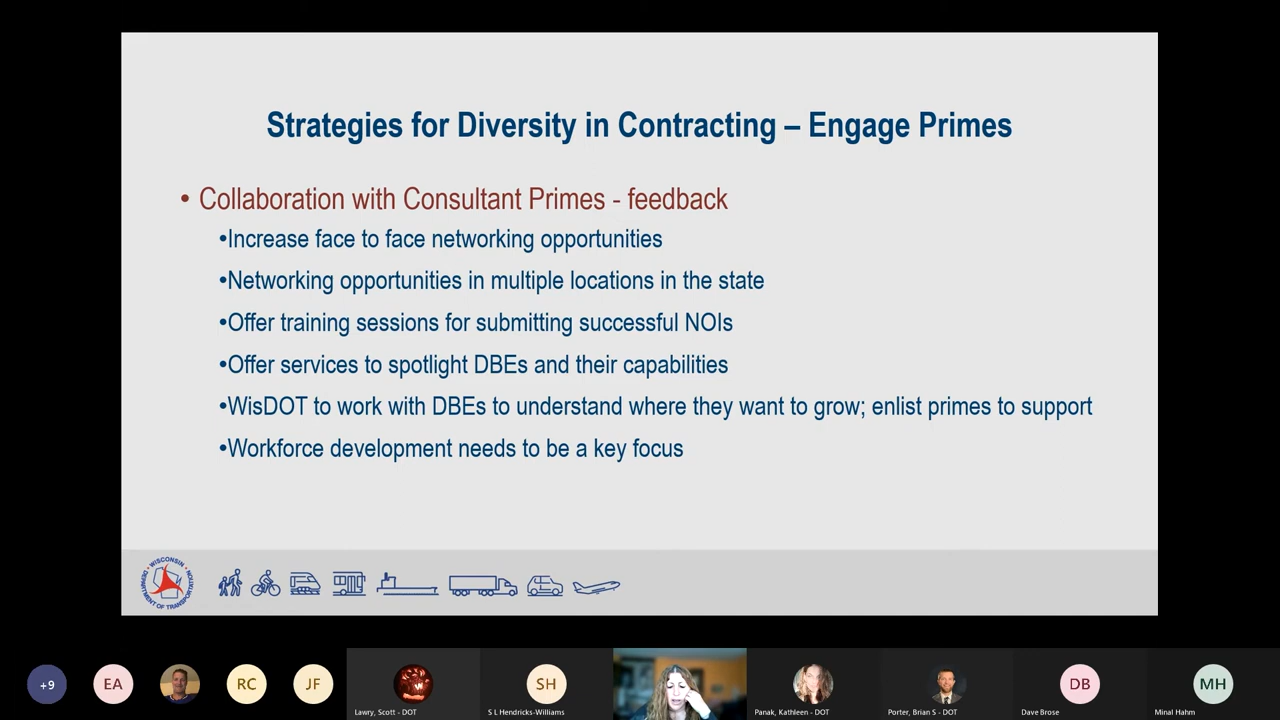 Strategies for Diversity in Contracting – Engage Primes
• Collaboration with Consultant Primes - feedback
•Increase face to face networking opportunities
•Networking opportunities in multiple locations in the state
•Offer training sessions for submitting successful NOIs
•Offer services to spotlight DBEs and their capabilities
•WisDOT to work with DBEs to understand where they want to grow; enlist primes to support
•Workforce development needs to be a key focus
WISCONSIN
DEPARTMENT OF TRANSPORTATION
+9 EA RC JF SH DB MH
Lawry, Scott - DOT S L Hendricks-Williams Panak, Kathleen - DOT Porter, Brian S - DOT Dave Brose Minal Hahm